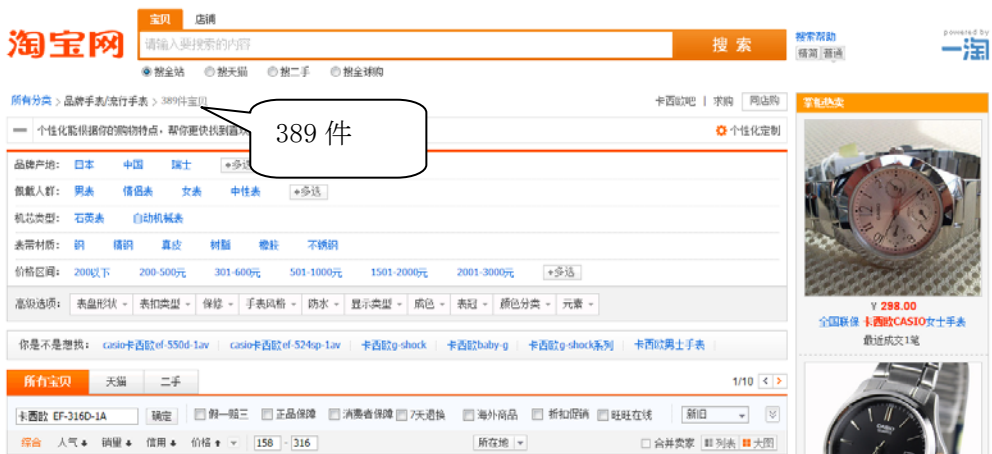 宝贝 店铺
淘宝网
请输入要搜索的内容
搜索
搜索帮助
精简 普通
powered by
一淘
搜全站 搜天猫 搜二手 搜全球购
所有分类 > 品牌手表/流行手表 > 389件宝贝
卡西欧吧 | 求购 网店购
掌柜热卖
389 件
个性化能根据你的购物特点,帮你更快找到喜欢
个性化定制
品牌产地: 日本 中国 瑞士 +多选
佩戴人群: 男表 情侣表 女表 中性表 +多选
机芯类型: 石英表 自动机械表
表带材质: 钢 精钢 真皮 树脂 橡胶 不锈钢
价格区间: 200以下 200-500元 301-600元 501-1000元 1501-2000元 2001-3000元 +多选
高级选项: 表盘形状 表扣类型 保修 手表风格 防水 显示类型 成色 表冠 颜色分类 元素
¥ 298.00
全国联保 卡西欧CASIO女士手表
最近成交1笔
你是不是想找: casio卡西欧ef-550d-1av casio卡西欧ef-524sp-1av 卡西欧g-shock 卡西欧baby-g 卡西欧g-shock系列 卡西欧男士手表
所有宝贝 天猫 二手
1/10 < >
卡西欧 EF-316D-1A 确定 假一赔三 正品保障 消费者保障 7天退换 海外商品 折扣促销 旺旺在线 新旧
综合 人气 销量 信用 价格 158 - 316 所在地 合并卖家 列表 大图
CASIO